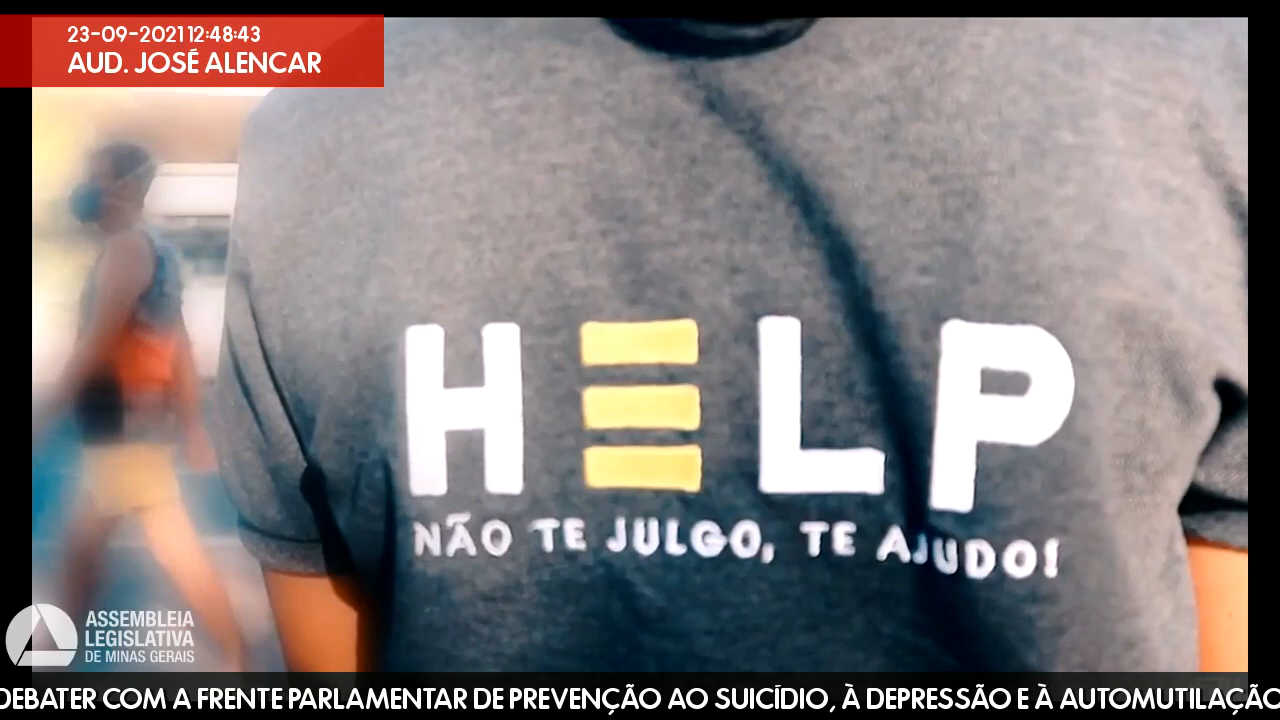 23-09-2021 12:48:43
AUD. JOSÉ ALENCAR
HELP
NÃO TE JULGO, TE AJUDO!
ASSEMBLEIA
LEGISLATIVA
DE MINAS GERAIS
DEBATER COM A FRENTE PARLAMENTAR DE PREVENÇÃO AO SUICÍDIO, À DEPRESSÃO E À AUTOMUTILAÇÃO